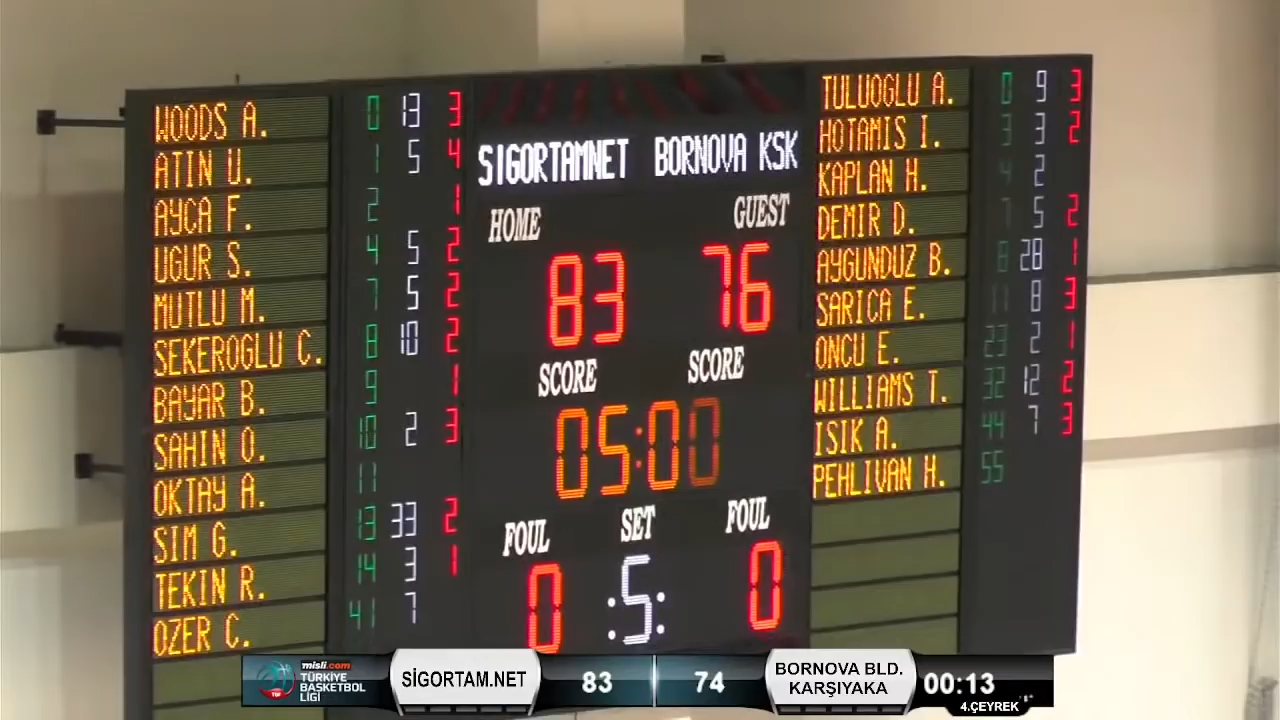 WOODS A. 0 13 3
ATIN U. 1 5 4
AYCA F. 2 1
UGUR S. 4 5 2
MUTLU M. 7 5 2
SEKEROGLU C. 8 10 2
BAYAR B. 9 1
SAHIN O. 10 2 3
OKTAY A. 11
SIM G. 13 33 2
TEKIN R. 14 3 1
OZER C. 41 7
SIGORTAMNET BORNOVA KSK
HOME GUEST
83 76
SCORE SCORE
05:00
FOUL SET FOUL
0 :5: 0
TULUOGLU A. 0 9 3
HOTAMIS I. 3 3 2
KAPLAN H. 4 2
DEMIR D. 7 5 2
AYGUNDUZ B. 8 28 1
SARICA E. 11 8 3
ONCU E. 23 2 1
WILLIAMS T. 32 12 2
ISIK A. 44 7 3
PEHLIVAN H. 55
misli.com
TÜRKİYE
BASKETBOL
LİGİ
SİGORTAM.NET 83 74 BORNOVA BLD.
KARŞIYAKA
00:13
4.ÇEYREK